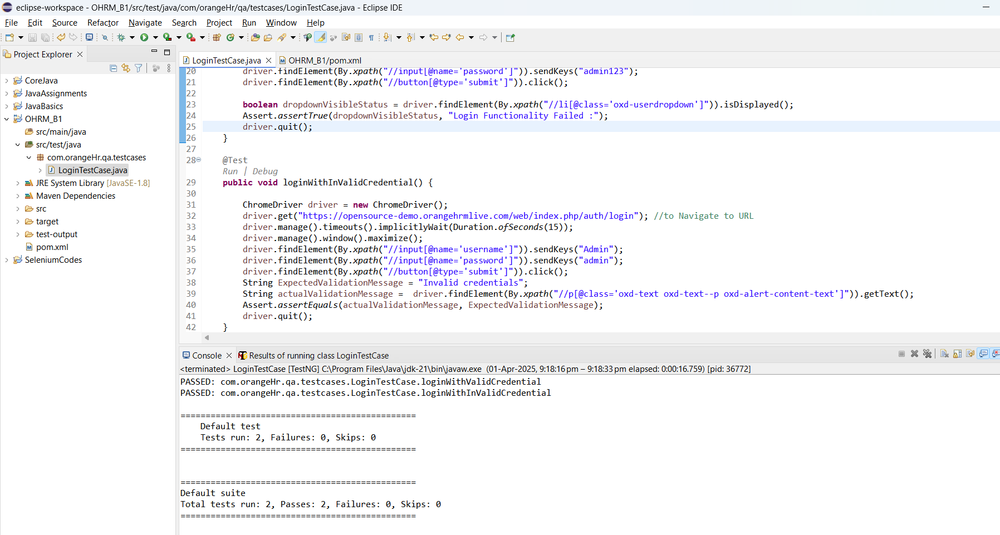 eclipse-workspace - OHRM_B1/src/test/java/com/orangeHr/qa/testcases/LoginTestCase.java - Eclipse IDE
File Edit Source Refactor Navigate Search Project Run Window Help
Project Explorer
CoreJava
JavaAssignments
JavaBasics
OHRM_B1
src/main/java
src/test/java
com.orangeHr.qa.testcases
LoginTestCase.java
JRE System Library [JavaSE-1.8]
Maven Dependencies
src
target
test-output
pom.xml
SeleniumCodes
LoginTestCase.java OHRM_B1/pom.xml
20 driver.findElement(By.xpath("//input[@name='password']")).sendKeys("admin123");
21 driver.findElement(By.xpath("//button[@type='submit']")).click();
22
23 boolean dropdownVisibleStatus = driver.findElement(By.xpath("//li[@class='oxd-userdropdown']")).isDisplayed();
24 Assert.assertTrue(dropdownVisibleStatus, "Login Functionality Failed :");
25 driver.quit();
26 }
27
28 @Test
Run | Debug
29 public void loginWithInValidCredential() {
30
31 ChromeDriver driver = new ChromeDriver();
32 driver.get("https://opensource-demo.orangehrmlive.com/web/index.php/auth/login"); //to Navigate to URL
33 driver.manage().timeouts().implicitlyWait(Duration.ofSeconds(15));
34 driver.manage().window().maximize();
35 driver.findElement(By.xpath("//input[@name='username']")).sendKeys("Admin");
36 driver.findElement(By.xpath("//input[@name='password']")).sendKeys("admin");
37 driver.findElement(By.xpath("//button[@type='submit']")).click();
38 String ExpectedValidationMessage = "Invalid credentials";
39 String actualValidationMessage =  driver.findElement(By.xpath("//p[@class='oxd-text oxd-text--p oxd-alert-content-text']")).getText();
40 Assert.assertEquals(actualValidationMessage, ExpectedValidationMessage);
41 driver.quit();
42 }
Console Results of running class LoginTestCase
<terminated> LoginTestCase [TestNG] C:\Program Files\Java\jdk-21\bin\javaw.exe (01-Apr-2025, 9:18:16 pm – 9:18:33 pm elapsed: 0:00:16.759) [pid: 36772]
PASSED: com.orangeHr.qa.testcases.LoginTestCase.loginWithValidCredential
PASSED: com.orangeHr.qa.testcases.LoginTestCase.loginWithInValidCredential
===============================================
Default test
Tests run: 2, Failures: 0, Skips: 0
===============================================
===============================================
Default suite
Total tests run: 2, Passes: 2, Failures: 0, Skips: 0
===============================================